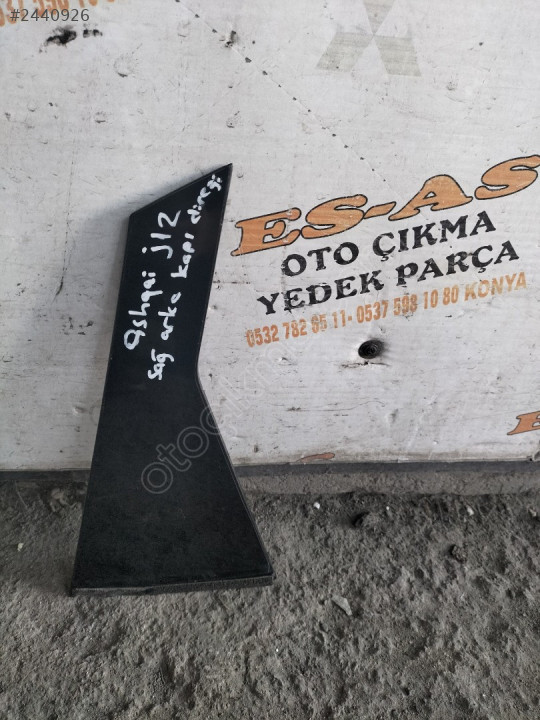 #2440926
Qshqai J12
sağ arka kapı direği
ES-AS
OTO ÇIKMA
YEDEK PARÇA
0532 782 95 11- 0537 598 10 80 KONYA